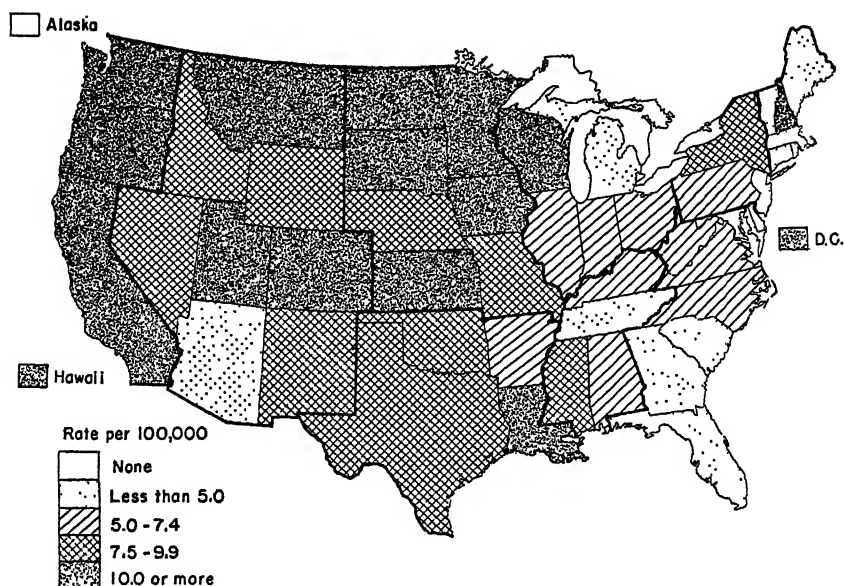 Alaska
D.C.
Hawaii
Rate per 100,000
None
Less than 5.0
5.0 - 7.4
7.5 - 9.9
10.0 or more